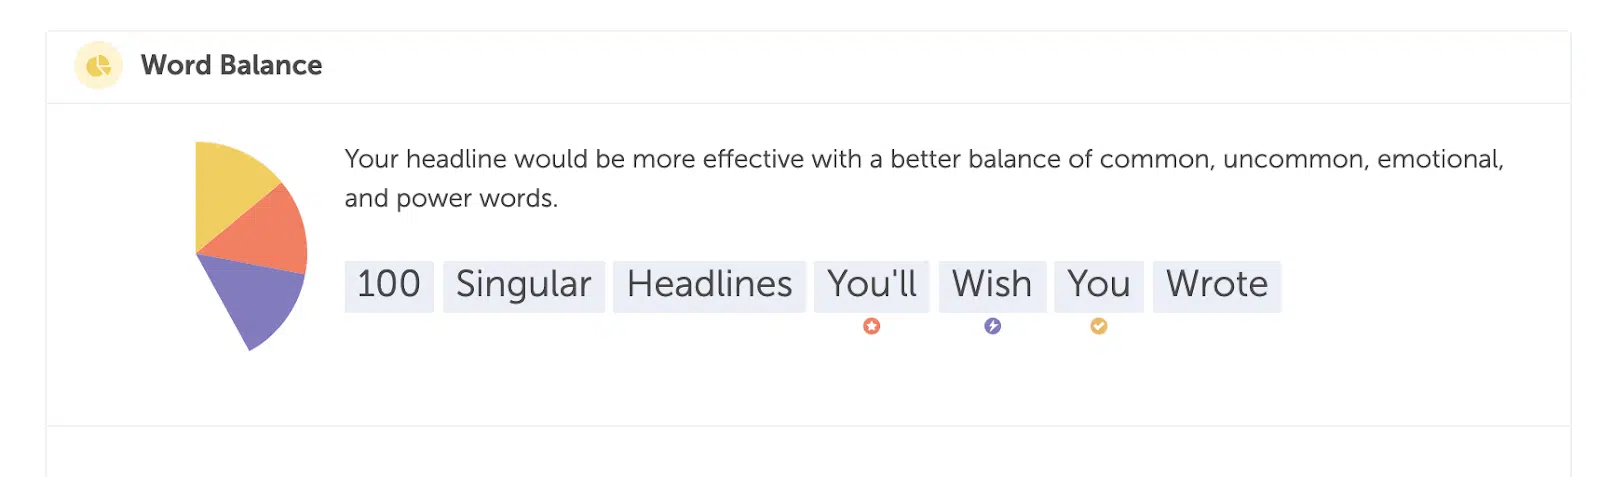 Word Balance
Your headline would be more effective with a better balance of common, uncommon, emotional,
and power words.
100 Singular Headlines You'll Wish You Wrote